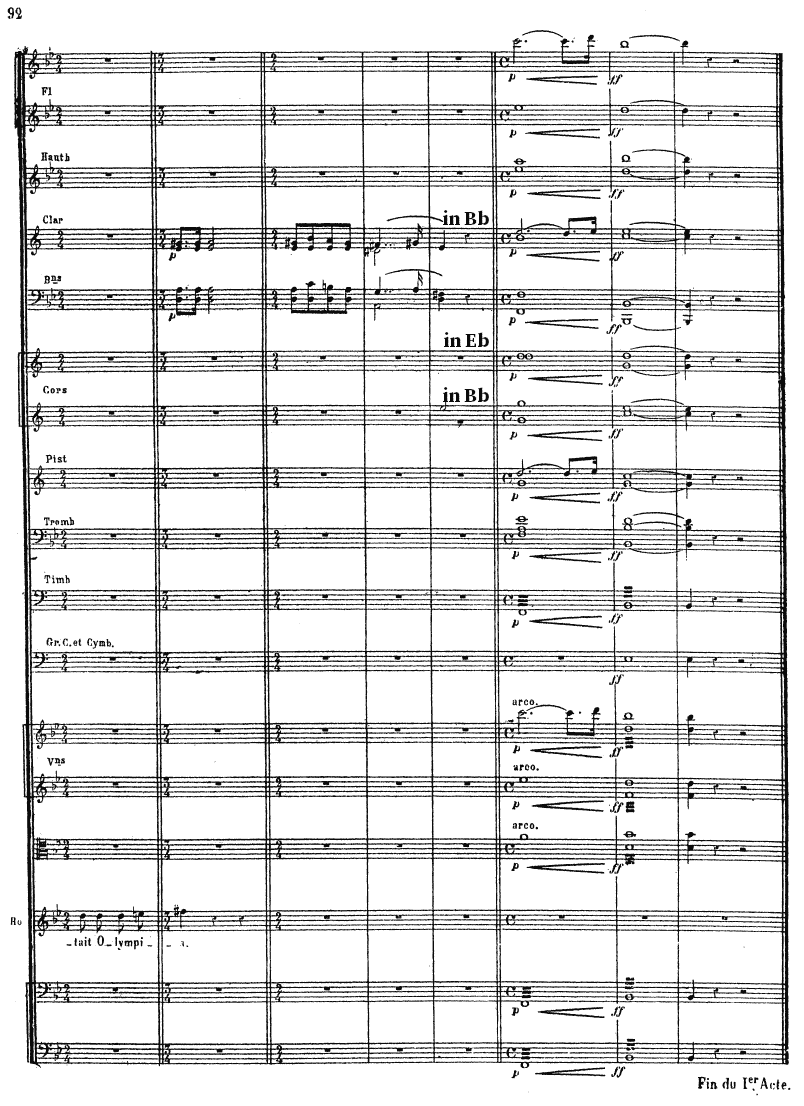 92
Fl
Hauth
Clar
in Bb
p
Bns
p
in Eb
Cors
in Bb
Pist
Tromb
Timb
Gr. C. et Cymb.
arco.
Vns
arco.
arco.
Ro
_tait O_lympi_ _a.
p ff
Fin du Ier Acte.